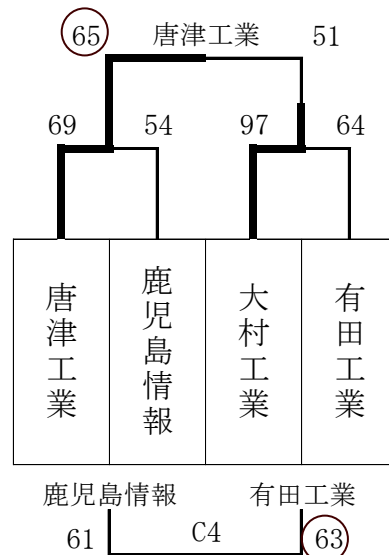 65 唐津工業 51
69 54 97 64
唐津工業
鹿児島情報
大村工業
有田工業
鹿児島情報 有田工業
61 C4 63